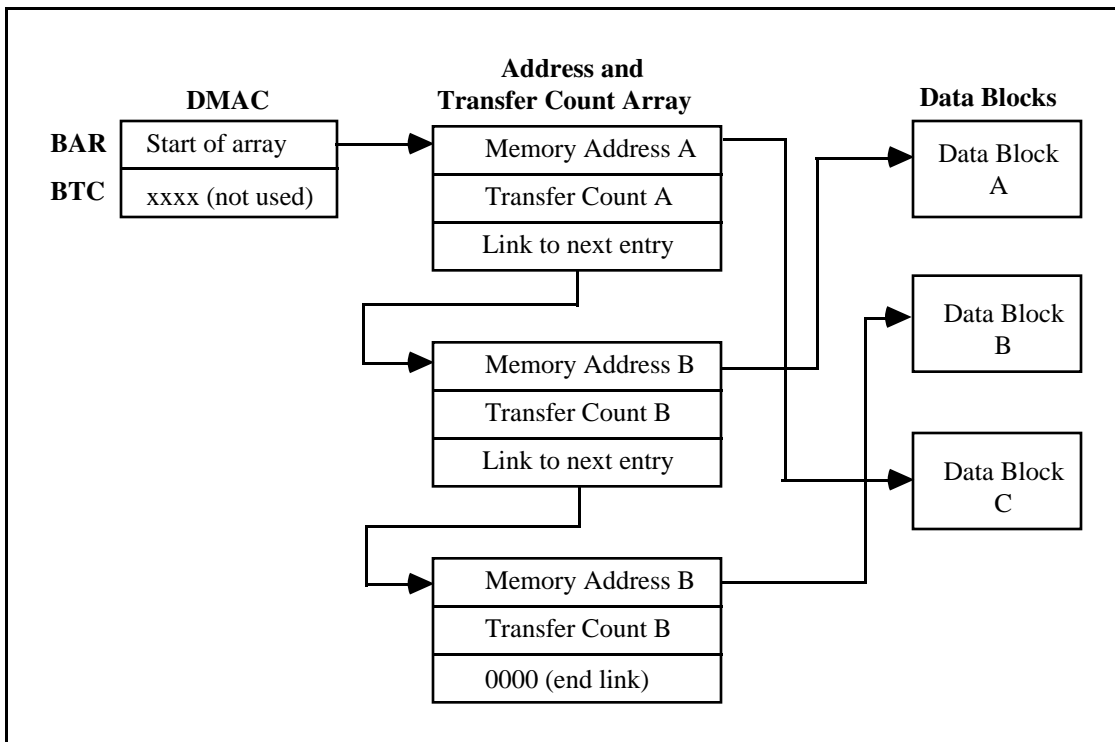 DMAC
BAR
Start of array
BTC
xxxx (not used)
Address and
Transfer Count Array
Memory Address A
Transfer Count A
Link to next entry
Memory Address B
Transfer Count B
Link to next entry
Memory Address B
Transfer Count B
0000 (end link)
Data Blocks
Data Block
A
Data Block
B
Data Block
C